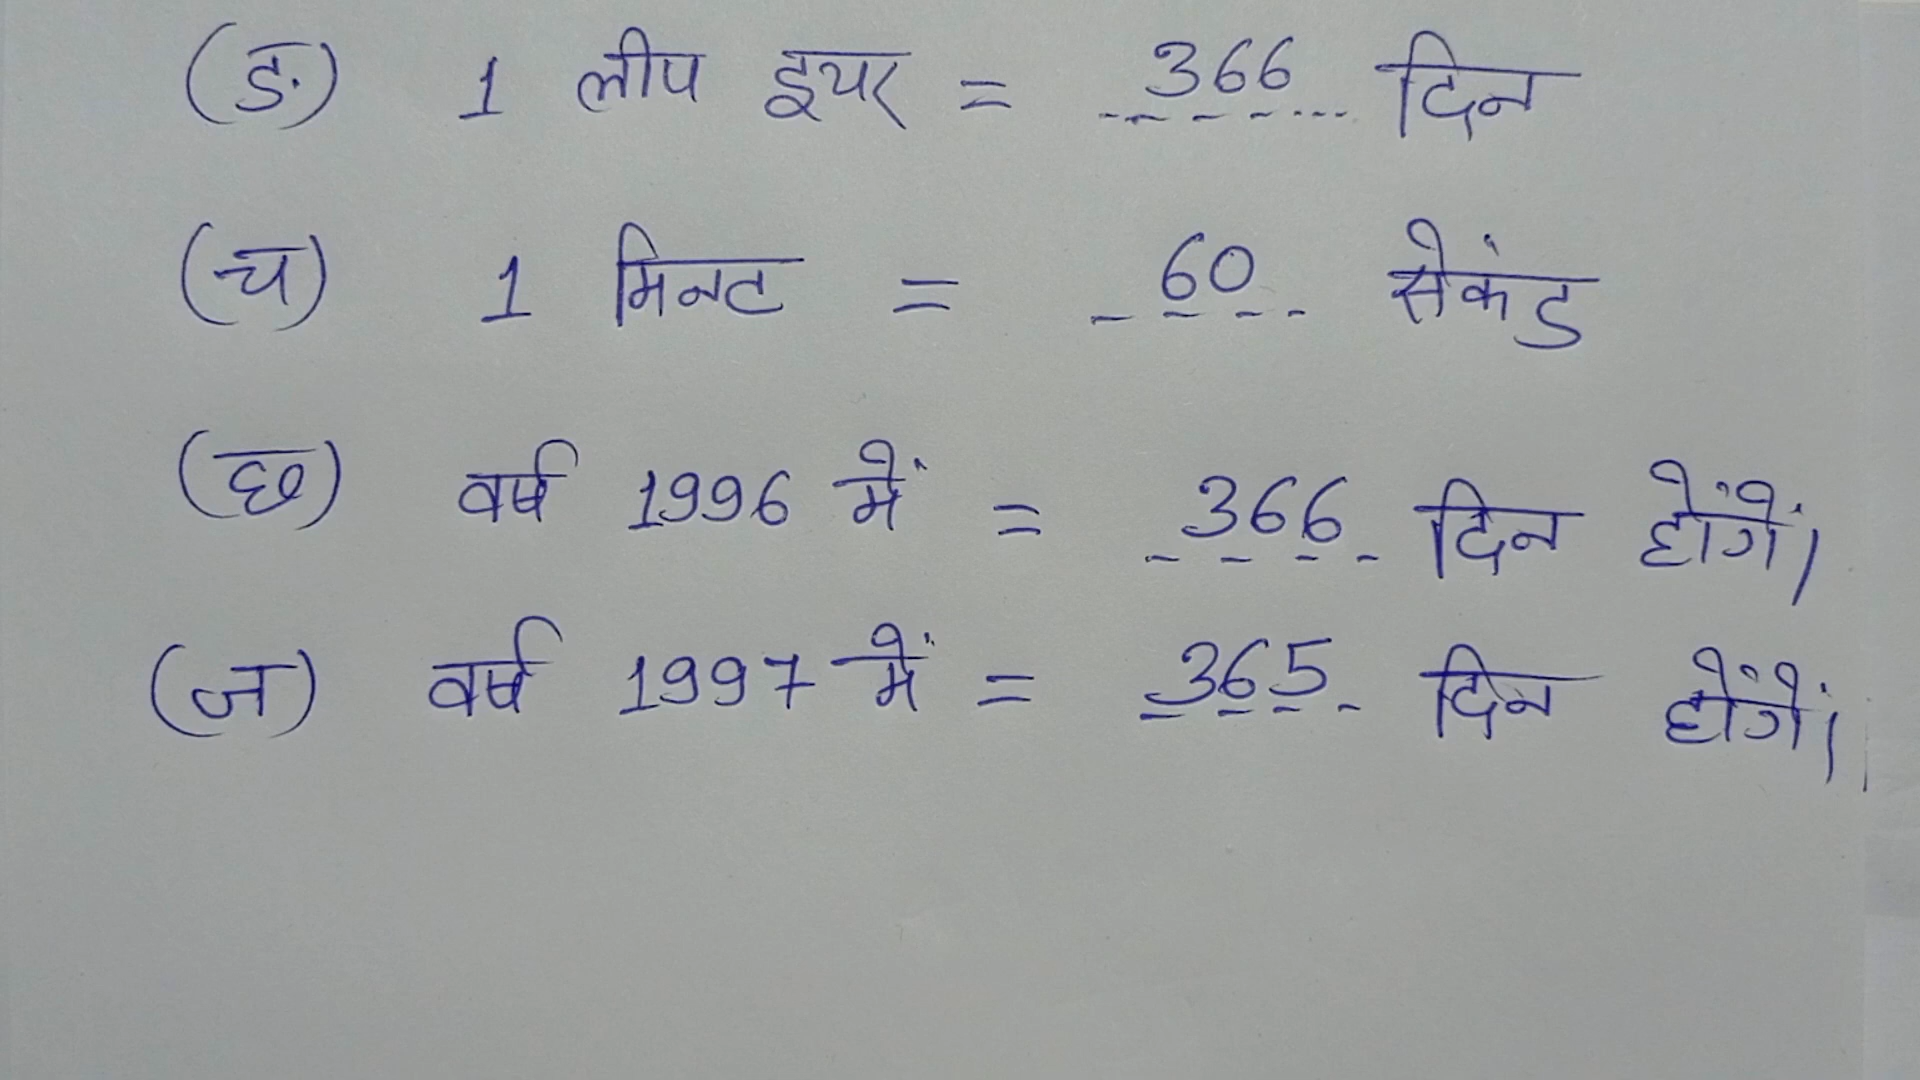 (ङ) 1 लीप इयर = 366 दिन
(च) 1 मिनट = 60 सेकंड
(छ) वर्ष 1996 में = 366 दिन होंगें।
(ज) वर्ष 1997 में = 365 दिन होंगें।